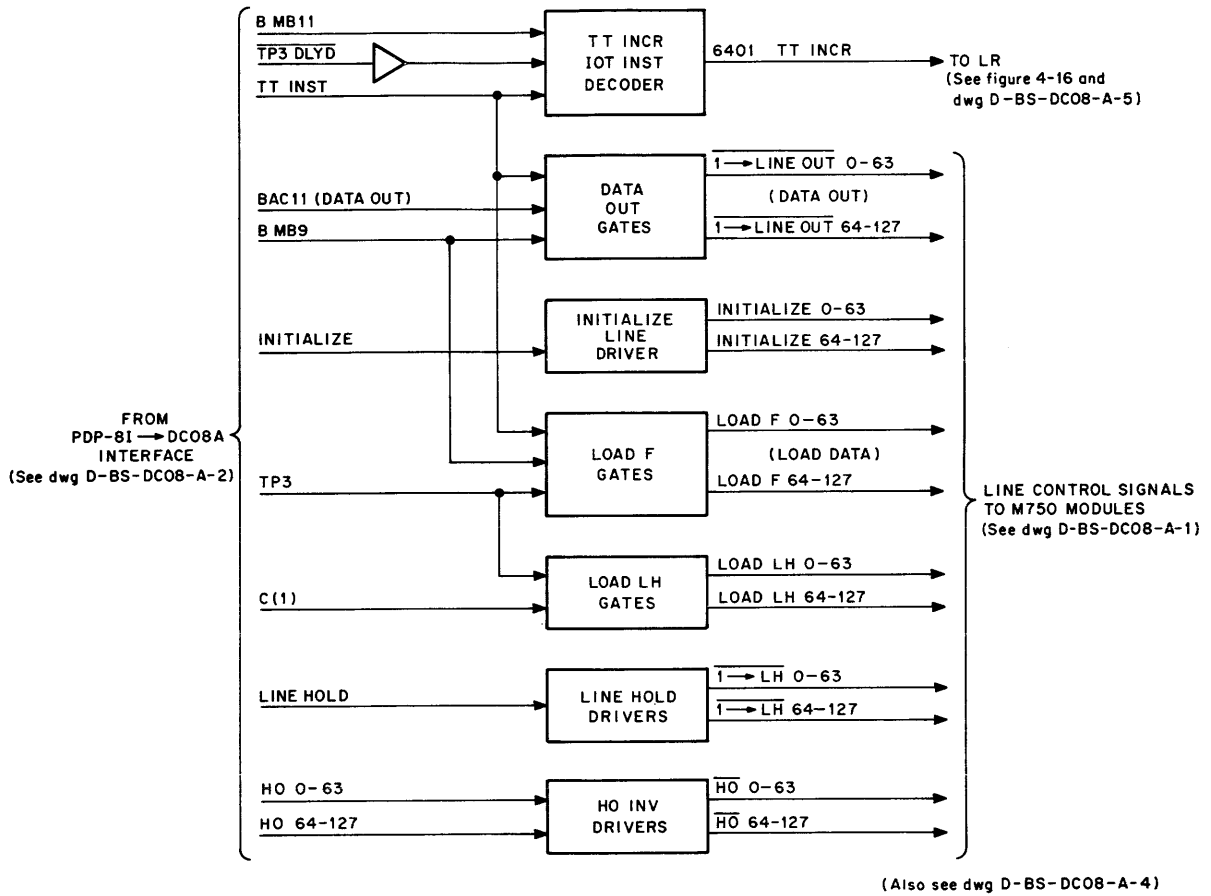 B MB11
TP3 DLYD
TT INST
TT INCR
IOT INST
DECODER
6401 TT INCR
TO LR
(See figure 4-16 and
dwg D-BS-DC08-A-5)
BAC11 (DATA OUT)
B MB9
DATA
OUT
GATES
1→LINE OUT 0-63
(DATA OUT)
1→LINE OUT 64-127
INITIALIZE
INITIALIZE
LINE
DRIVER
INITIALIZE 0-63
INITIALIZE 64-127
FROM
PDP-8I→DC08A
INTERFACE
(See dwg D-BS-DC08-A-2)
TP3
LOAD F
GATES
LOAD F 0-63
(LOAD DATA)
LOAD F 64-127
LINE CONTROL SIGNALS
TO M750 MODULES
(See dwg D-BS-DC08-A-1)
C(1)
LOAD LH
GATES
LOAD LH 0-63
LOAD LH 64-127
LINE HOLD
LINE HOLD
DRIVERS
1→LH 0-63
1→LH 64-127
HO 0-63
HO 64-127
HO INV
DRIVERS
HO 0-63
HO 64-127
(Also see dwg D-BS-DC08-A-4)